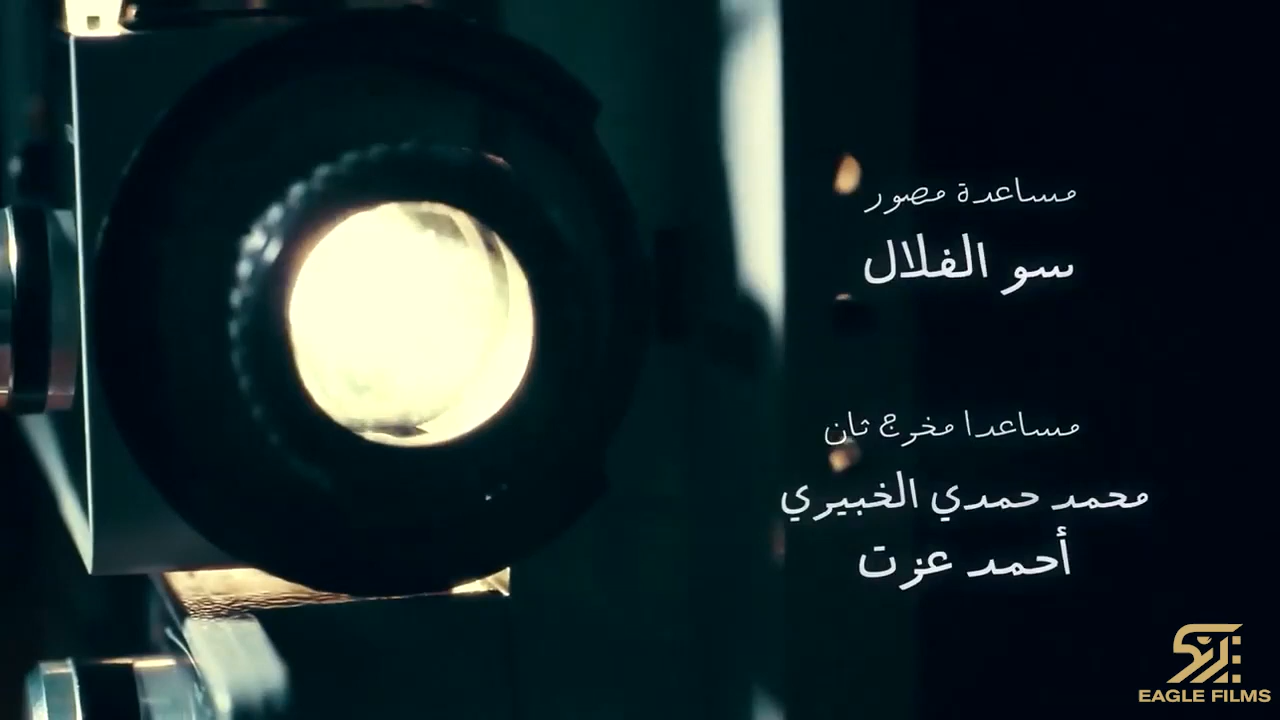 مساعدة مصور
سو الفلال
مساعدا مخرج ثان
محمد حمدي الخبيري
أحمد عزت
EAGLE FILMS